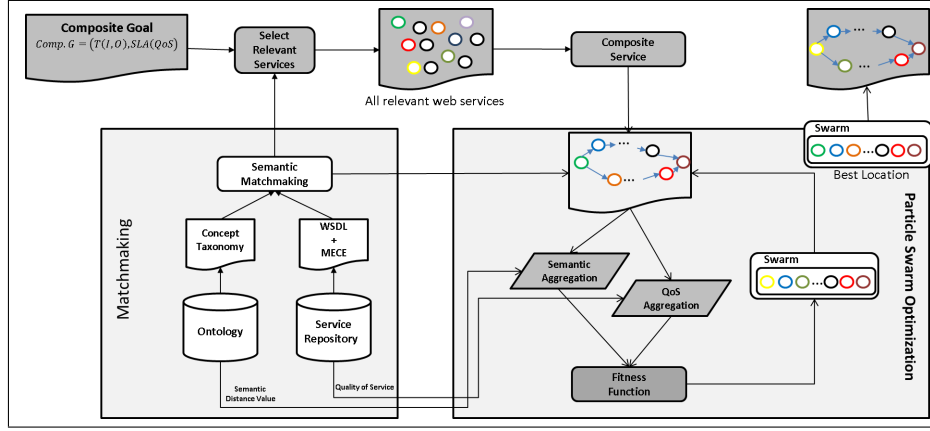 Composite Goal
Comp. G = (T(I,O),SLA(QoS)
Select
Relevant
Services
All relevant web services
Composite
Service
Swarm
Best Location
Matchmaking
Semantic
Matchmaking
Concept
Taxonomy
WSDL
+
MECE
Ontology
Service
Repository
Semantic
Distance Value
Quality of Service
Semantic
Aggregation
QoS
Aggregation
Fitness
Function
Swarm
Particle Swarm Optimization